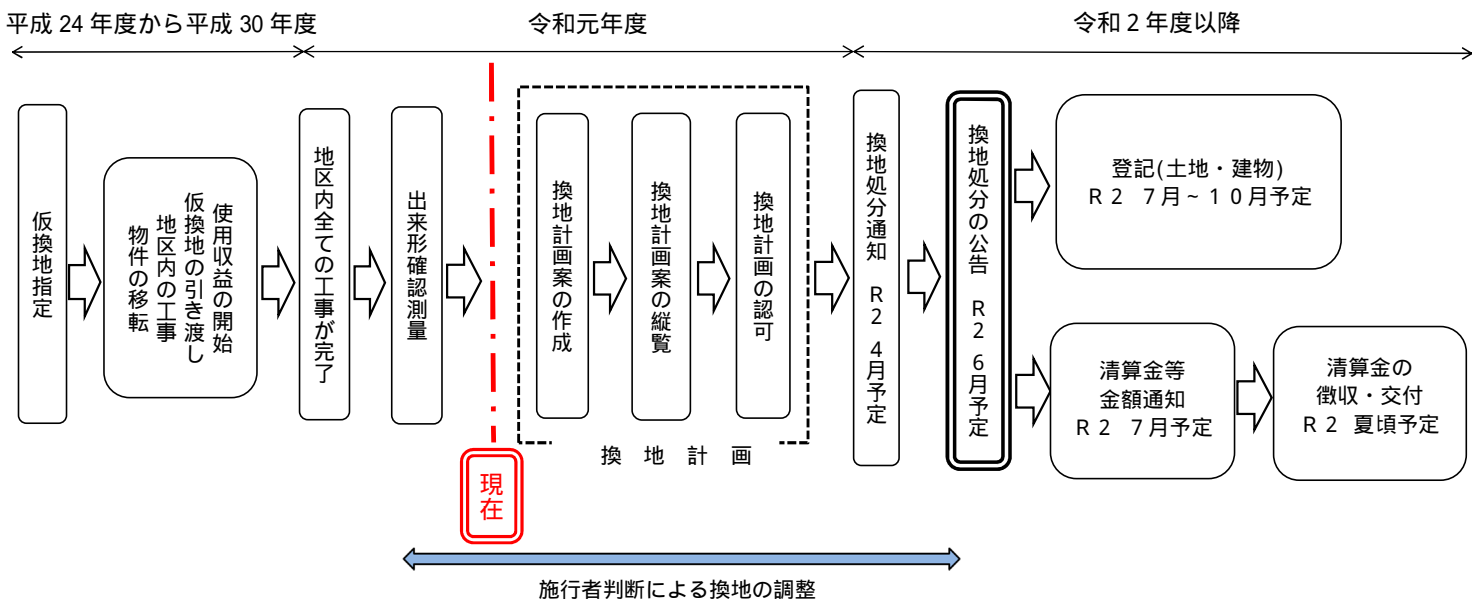 平成 24 年度から平成 30 年度
令和元年度
令和 2 年度以降
仮換地指定
使用収益の開始
仮換地の引き渡し
地区内の工事
物件の移転
地区内全ての工事が完了
出来形確認測量
換地計画案の作成
換地計画案の縦覧
換地計画の認可
換 地 計 画
換地処分通知 R2 4月予定
換地処分の公告 R2 6月予定
登記(土地・建物)
R2 7月~10月予定
清算金等
金額通知
R2 7月予定
清算金の
徴収・交付
R2 夏頃予定
現在
施行者判断による換地の調整